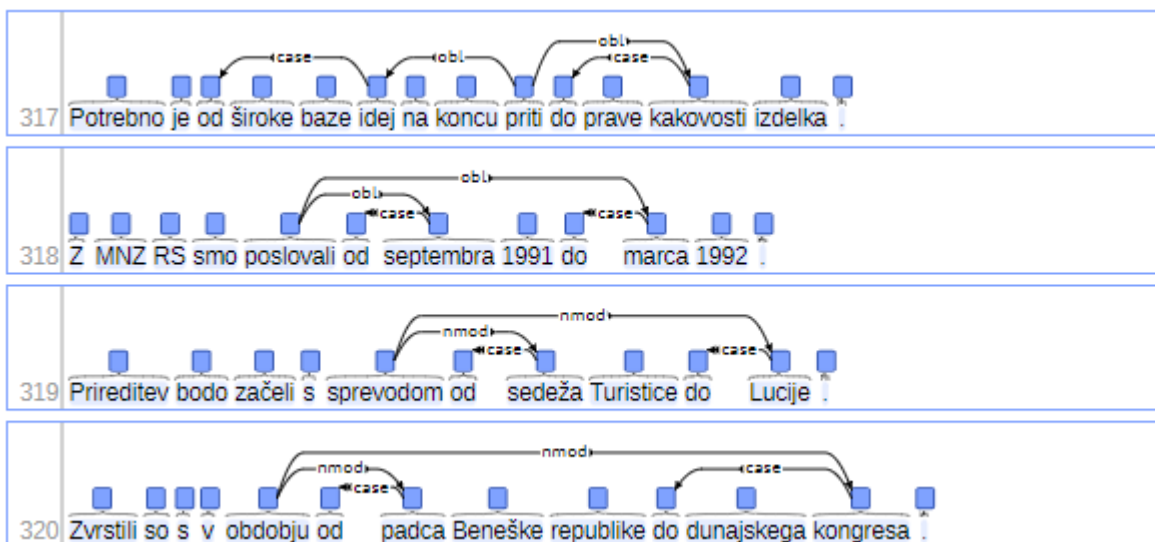 obl
case obl case
317 Potrebno je od široke baze idej na koncu priti do prave kakovosti izdelka .
obl
obl
case case
318 Z MNZ RS smo poslovali od septembra 1991 do marca 1992 .
nmod
nmod
case case
319 Prireditev bodo začeli s sprevodom od sedeža Turistice do Lucije .
nmod
nmod case
case
320 Zvrstili so s v obdobju od padca Beneške republike do dunajskega kongresa .